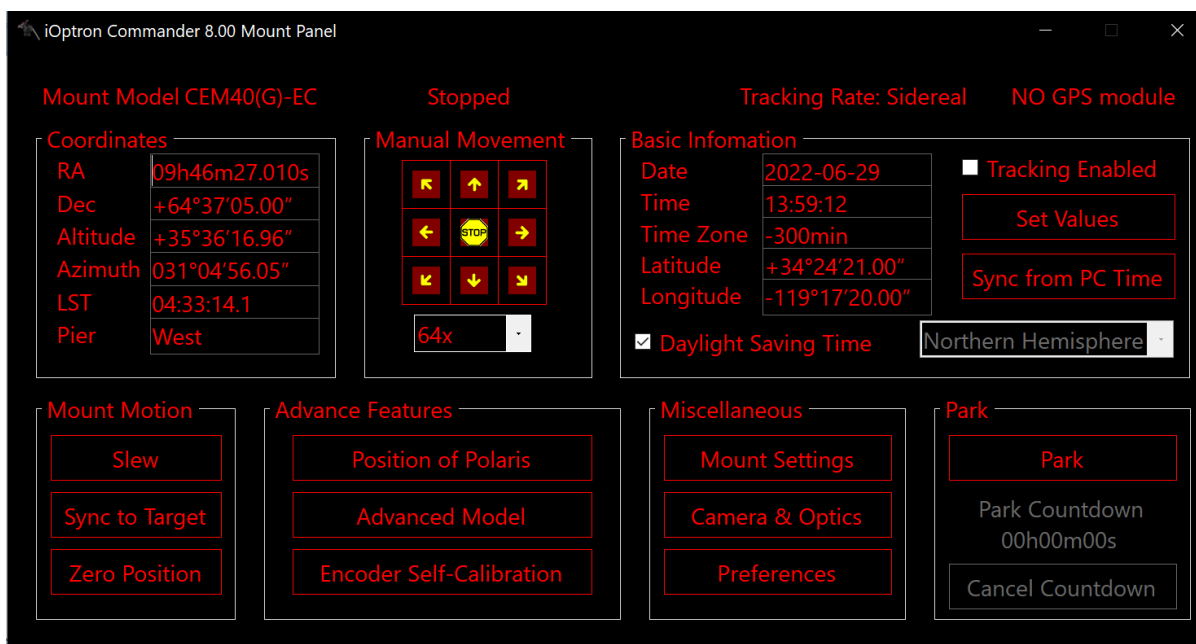 iOptron Commander 8.00 Mount Panel
Mount Model CEM40(G)-EC Stopped Tracking Rate: Sidereal NO GPS module
Coordinates
RA 09h46m27.010s
Dec +64°37'05.00"
Altitude +35°36'16.96"
Azimuth 031°04'56.05"
LST 04:33:14.1
Pier West
Manual Movement
STOP
64x
Basic Infomation
Date 2022-06-29
Time 13:59:12
Time Zone -300min
Latitude +34°24'21.00"
Longitude -119°17'20.00"
Tracking Enabled
Set Values
Sync from PC Time
Daylight Saving Time
Northern Hemisphere
Mount Motion
Slew
Sync to Target
Zero Position
Advance Features
Position of Polaris
Advanced Model
Encoder Self-Calibration
Miscellaneous
Mount Settings
Camera & Optics
Preferences
Park
Park
Park Countdown
00h00m00s
Cancel Countdown